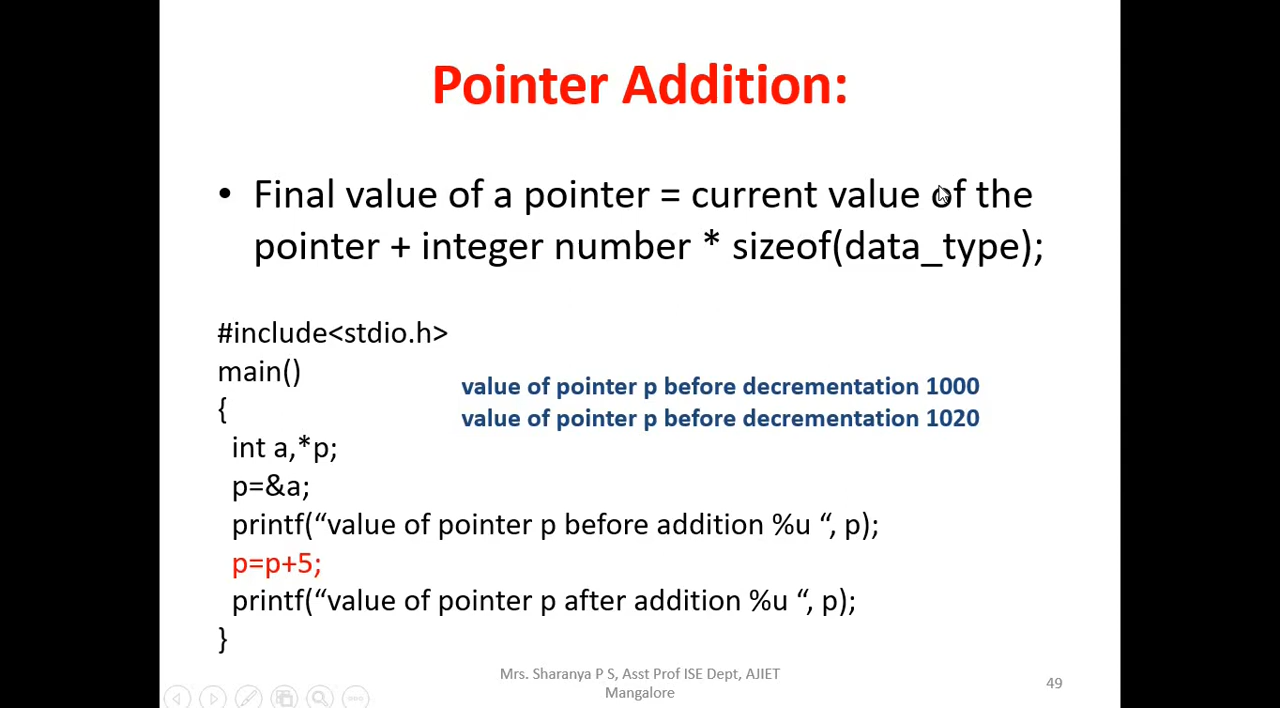 Pointer Addition:
• Final value of a pointer = current value of the
pointer + integer number * sizeof(data_type);
#include<stdio.h>
main()
value of pointer p before decrementation 1000
{
value of pointer p before decrementation 1020
int a,*p;
p=&a;
printf(“value of pointer p before addition %u “, p);
p=p+5;
printf(“value of pointer p after addition %u “, p);
}
Mrs. Sharanya P S, Asst Prof ISE Dept, AJIET
Mangalore
49